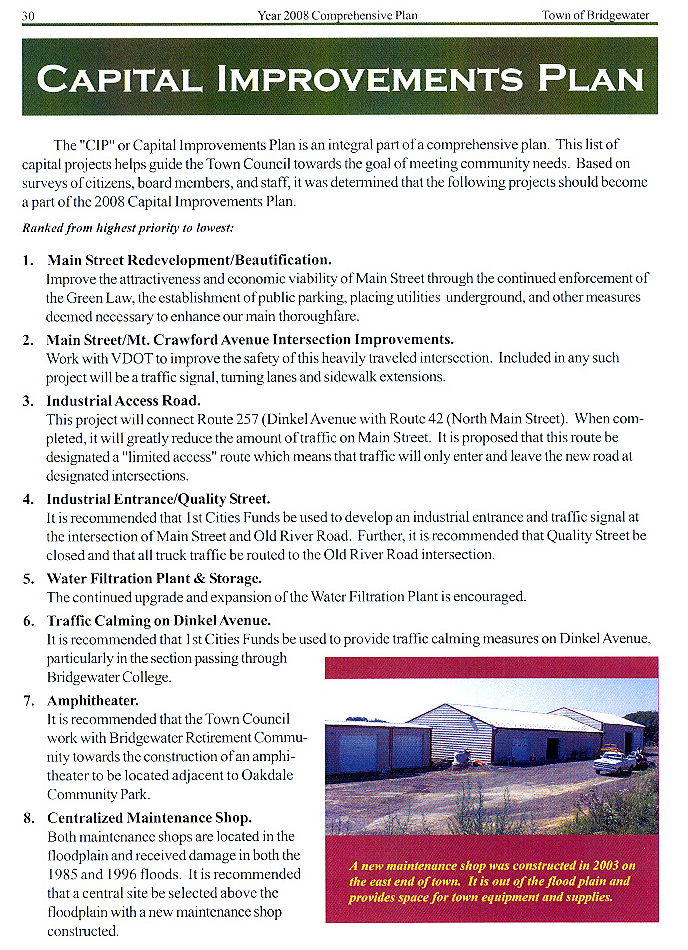 30 Year 2008 Comprehensive Plan Town of Bridgewater
CAPITAL IMPROVEMENTS PLAN
The "CIP" or Capital Improvements Plan is an integral part of a comprehensive plan. This list of
capital projects helps guide the Town Council towards the goal of meeting community needs. Based on
surveys of citizens, board members, and staff, it was determined that the following projects should become
a part of the 2008 Capital Improvements Plan.
Ranked from highest priority to lowest:
1. Main Street Redevelopment/Beautification.
Improve the attractiveness and economic viability of Main Street through the continued enforcement of
the Green Law, the establishment of public parking, placing utilities underground, and other measures
deemed necessary to enhance our main thoroughfare.
2. Main Street/Mt. Crawford Avenue Intersection Improvements.
Work with VDOT to improve the safety of this heavily traveled intersection. Included in any such
project will be a traffic signal, turning lanes and sidewalk extensions.
3. Industrial Access Road.
This project will connect Route 257 (Dinkel Avenue with Route 42 (North Main Street). When com-
pleted, it will greatly reduce the amount of traffic on Main Street. It is proposed that this route be
designated a "limited access" route which means that traffic will only enter and leave the new road at
designated intersections.
4. Industrial Entrance/Quality Street.
It is recommended that 1st Cities Funds be used to develop an industrial entrance and traffic signal at
the intersection of Main Street and Old River Road. Further, it is recommended that Quality Street be
closed and that all truck traffic be routed to the Old River Road intersection.
5. Water Filtration Plant & Storage.
The continued upgrade and expansion of the Water Filtration Plant is encouraged.
6. Traffic Calming on Dinkel Avenue.
It is recommended that 1st Cities Funds be used to provide traffic calming measures on Dinkel Avenue,
particularly in the section passing through
Bridgewater College.
7. Amphitheater.
It is recommended that the Town Council
work with Bridgewater Retirement Commu-
nity towards the construction of an amphi-
theater to be located adjacent to Oakdale
Community Park.
8. Centralized Maintenance Shop.
Both maintenance shops are located in the
floodplain and received damage in both the
1985 and 1996 floods. It is recommended
that a central site be selected above the
floodplain with a new maintenance shop
constructed.
A new maintenance shop was constructed in 2003 on
the east end of town. It is out of the flood plain and
provides space for town equipment and supplies.